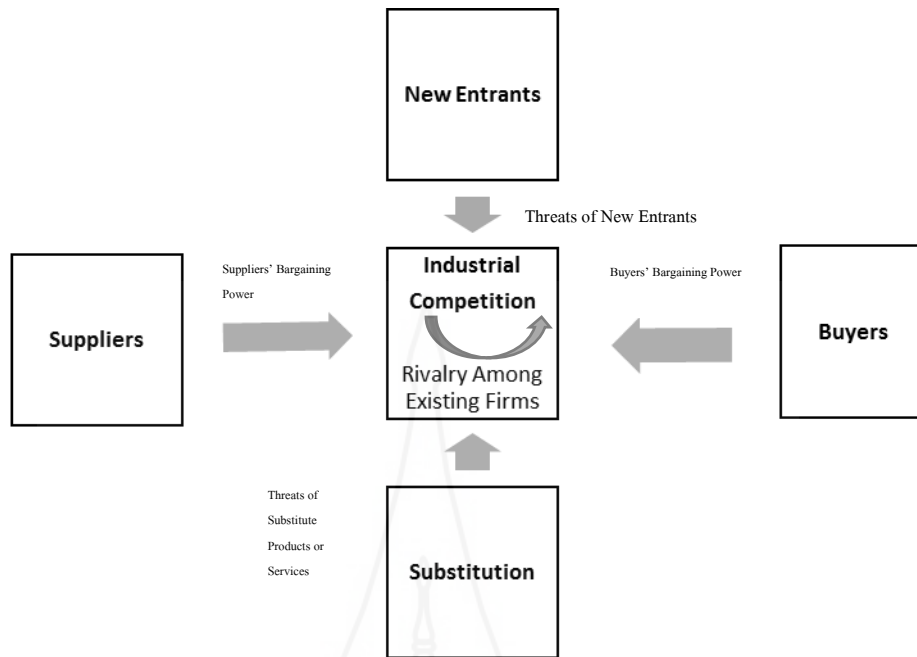 New Entrants
Threats of New Entrants
Suppliers
Suppliers' Bargaining
Power
Industrial
Competition
Rivalry Among
Existing Firms
Buyers' Bargaining Power
Buyers
Threats of
Substitute
Products or
Services
Substitution